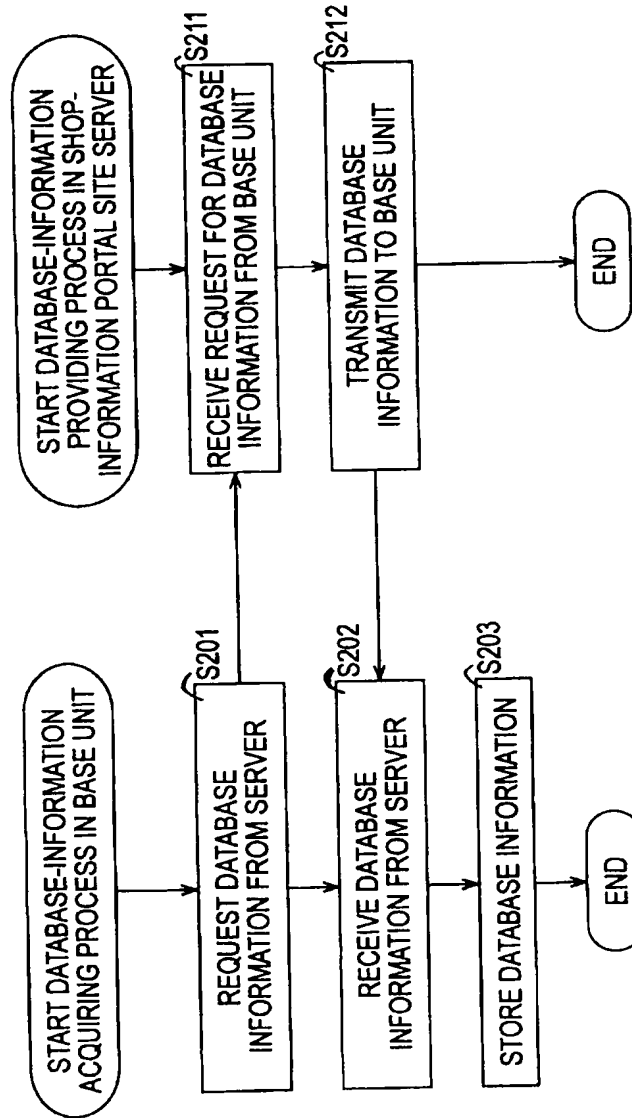 START DATABASE-INFORMATION
ACQUIRING PROCESS IN BASE UNIT
S201
REQUEST DATABASE
INFORMATION FROM SERVER
S202
RECEIVE DATABASE
INFORMATION FROM SERVER
S203
STORE DATABASE INFORMATION
END
START DATABASE-INFORMATION
PROVIDING PROCESS IN SHOP-
INFORMATION PORTAL SITE SERVER
S211
RECEIVE REQUEST FOR DATABASE
INFORMATION FROM BASE UNIT
S212
TRANSMIT DATABASE
INFORMATION TO BASE UNIT
END